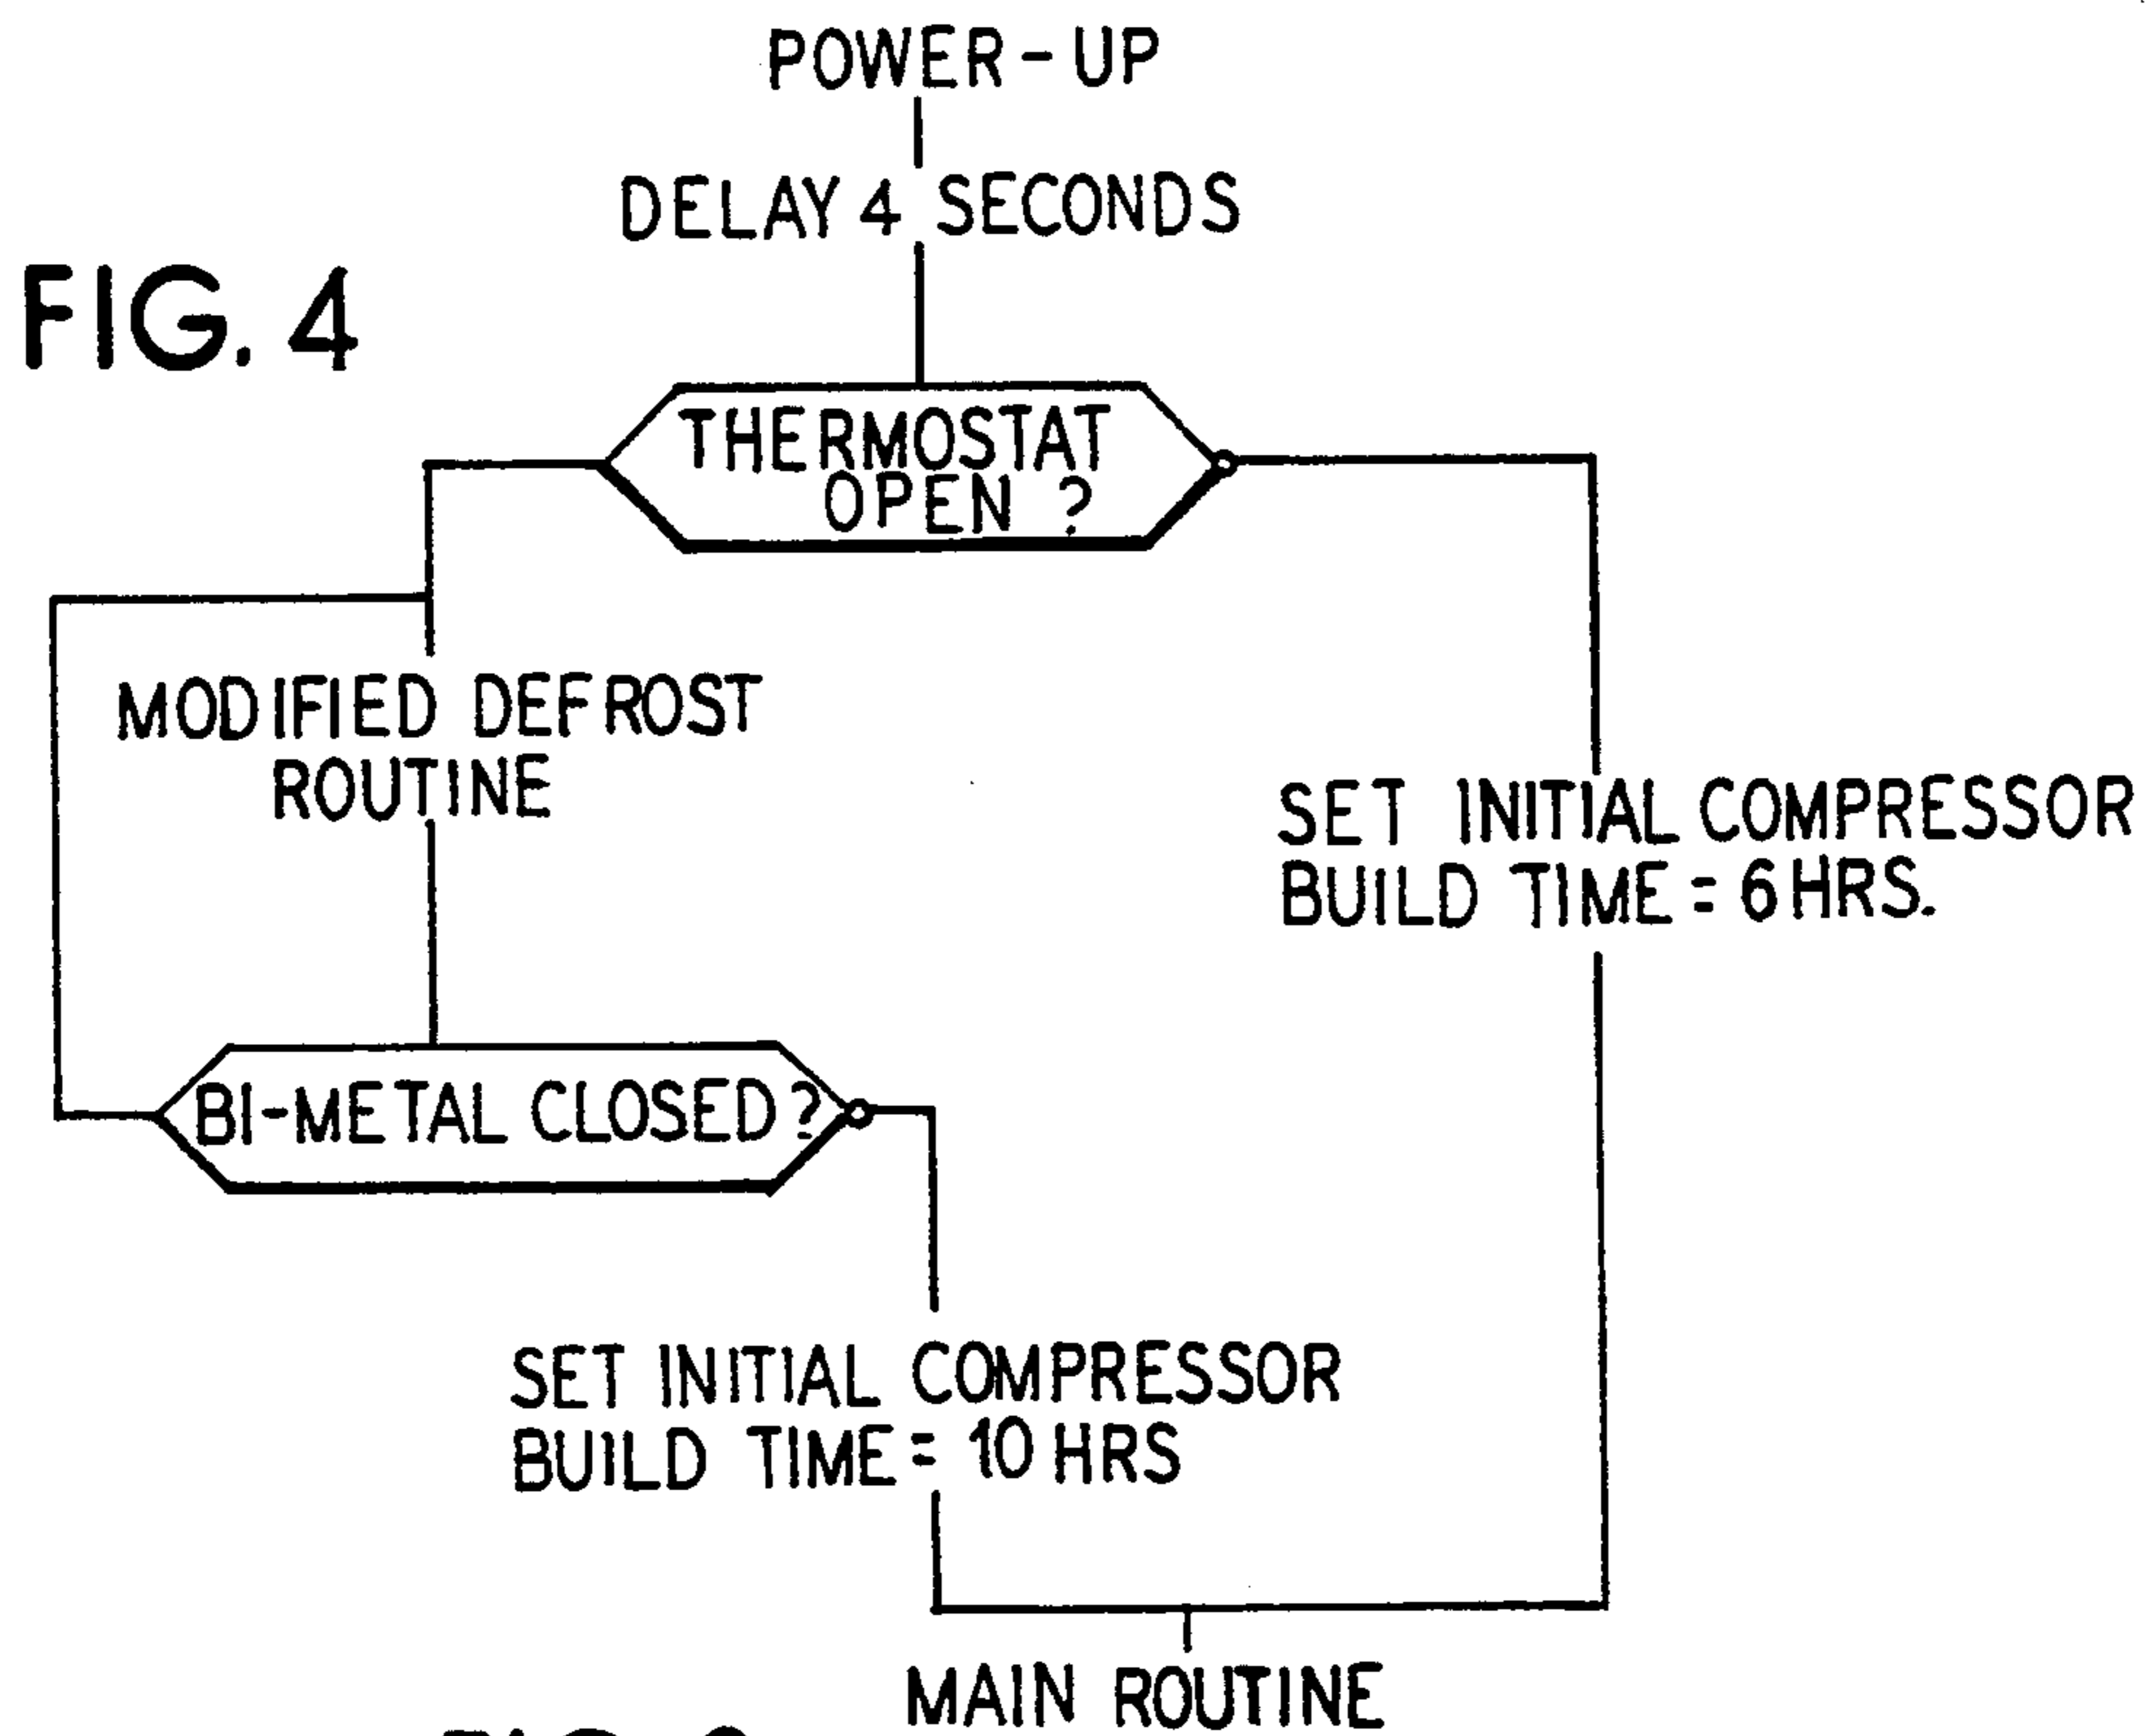 POWER-UP
DELAY 4 SECONDS
FIG. 4
THERMOSTAT
OPEN ?
MODIFIED DEFROST
ROUTINE
SET INITIAL COMPRESSOR
BUILD TIME = 6 HRS.
BI-METAL CLOSED ?
SET INITIAL COMPRESSOR
BUILD TIME = 10 HRS
MAIN ROUTINE